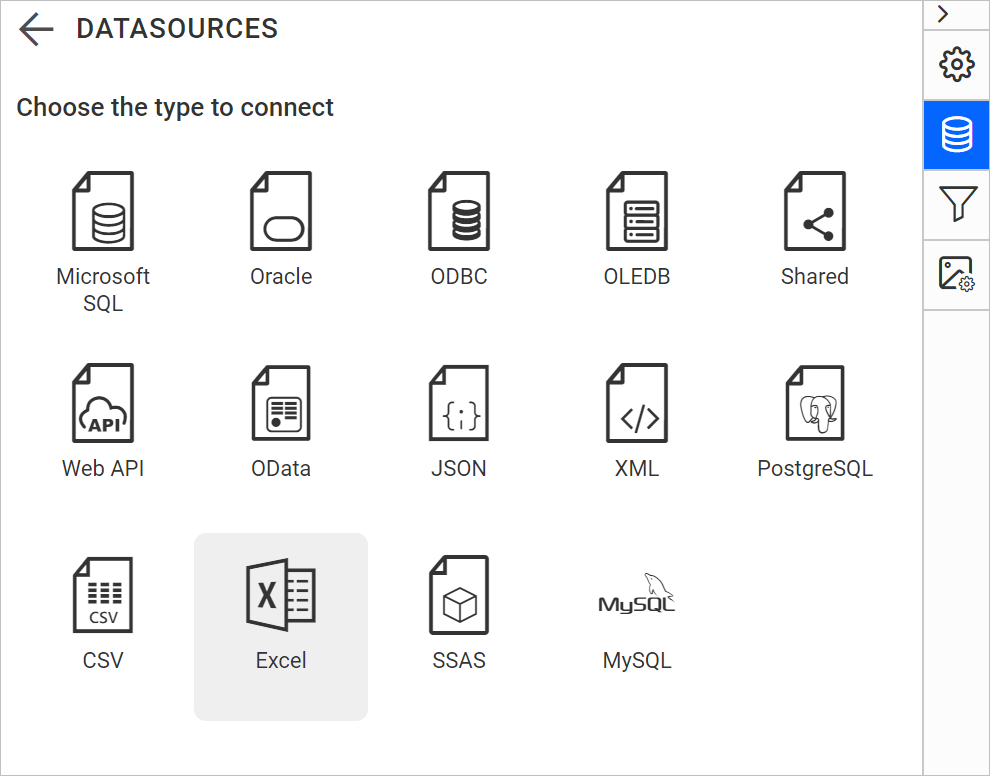 DATASOURCES
Choose the type to connect
Microsoft
SQL
Oracle
ODBC
OLEDB
Shared
API
Web API
OData
{;}
JSON
</>
XML
PostgreSQL
CSV
CSV
X
Excel
SSAS
MySQL
MySQL